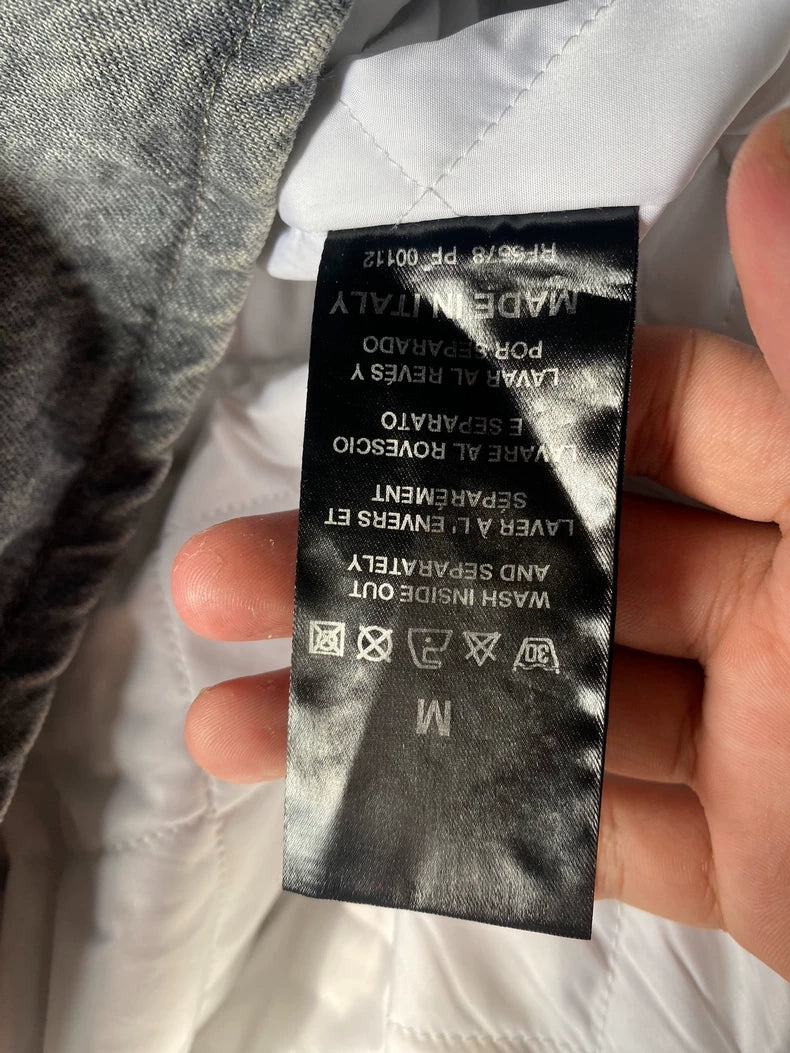 M
30
WASH INSIDE OUT
AND SEPARATELY
LAVER À L'ENVERS ET
SÉPARÉMENT
LAVARE AL ROVESCIO
E SEPARATO
LAVAR AL REVÉS Y
POR SEPARADO
MADE IN ITALY
RF5678 PF 00112